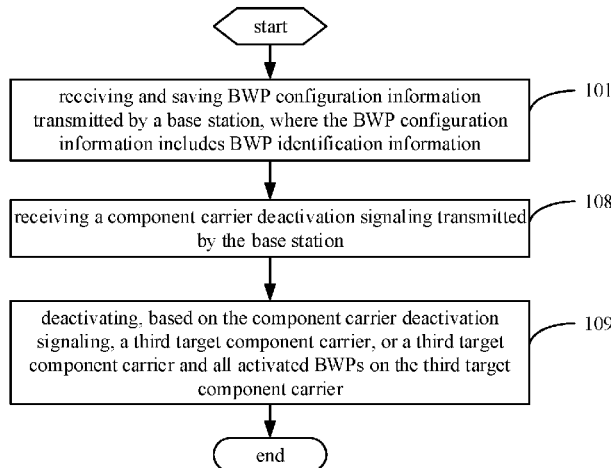 start
receiving and saving BWP configuration information
transmitted by a base station, where the BWP configuration
information includes BWP identification information
101
receiving a component carrier deactivation signaling transmitted
by the base station
108
deactivating, based on the component carrier deactivation
signaling, a third target component carrier, or a third target
component carrier and all activated BWPs on the third target
component carrier
109
end